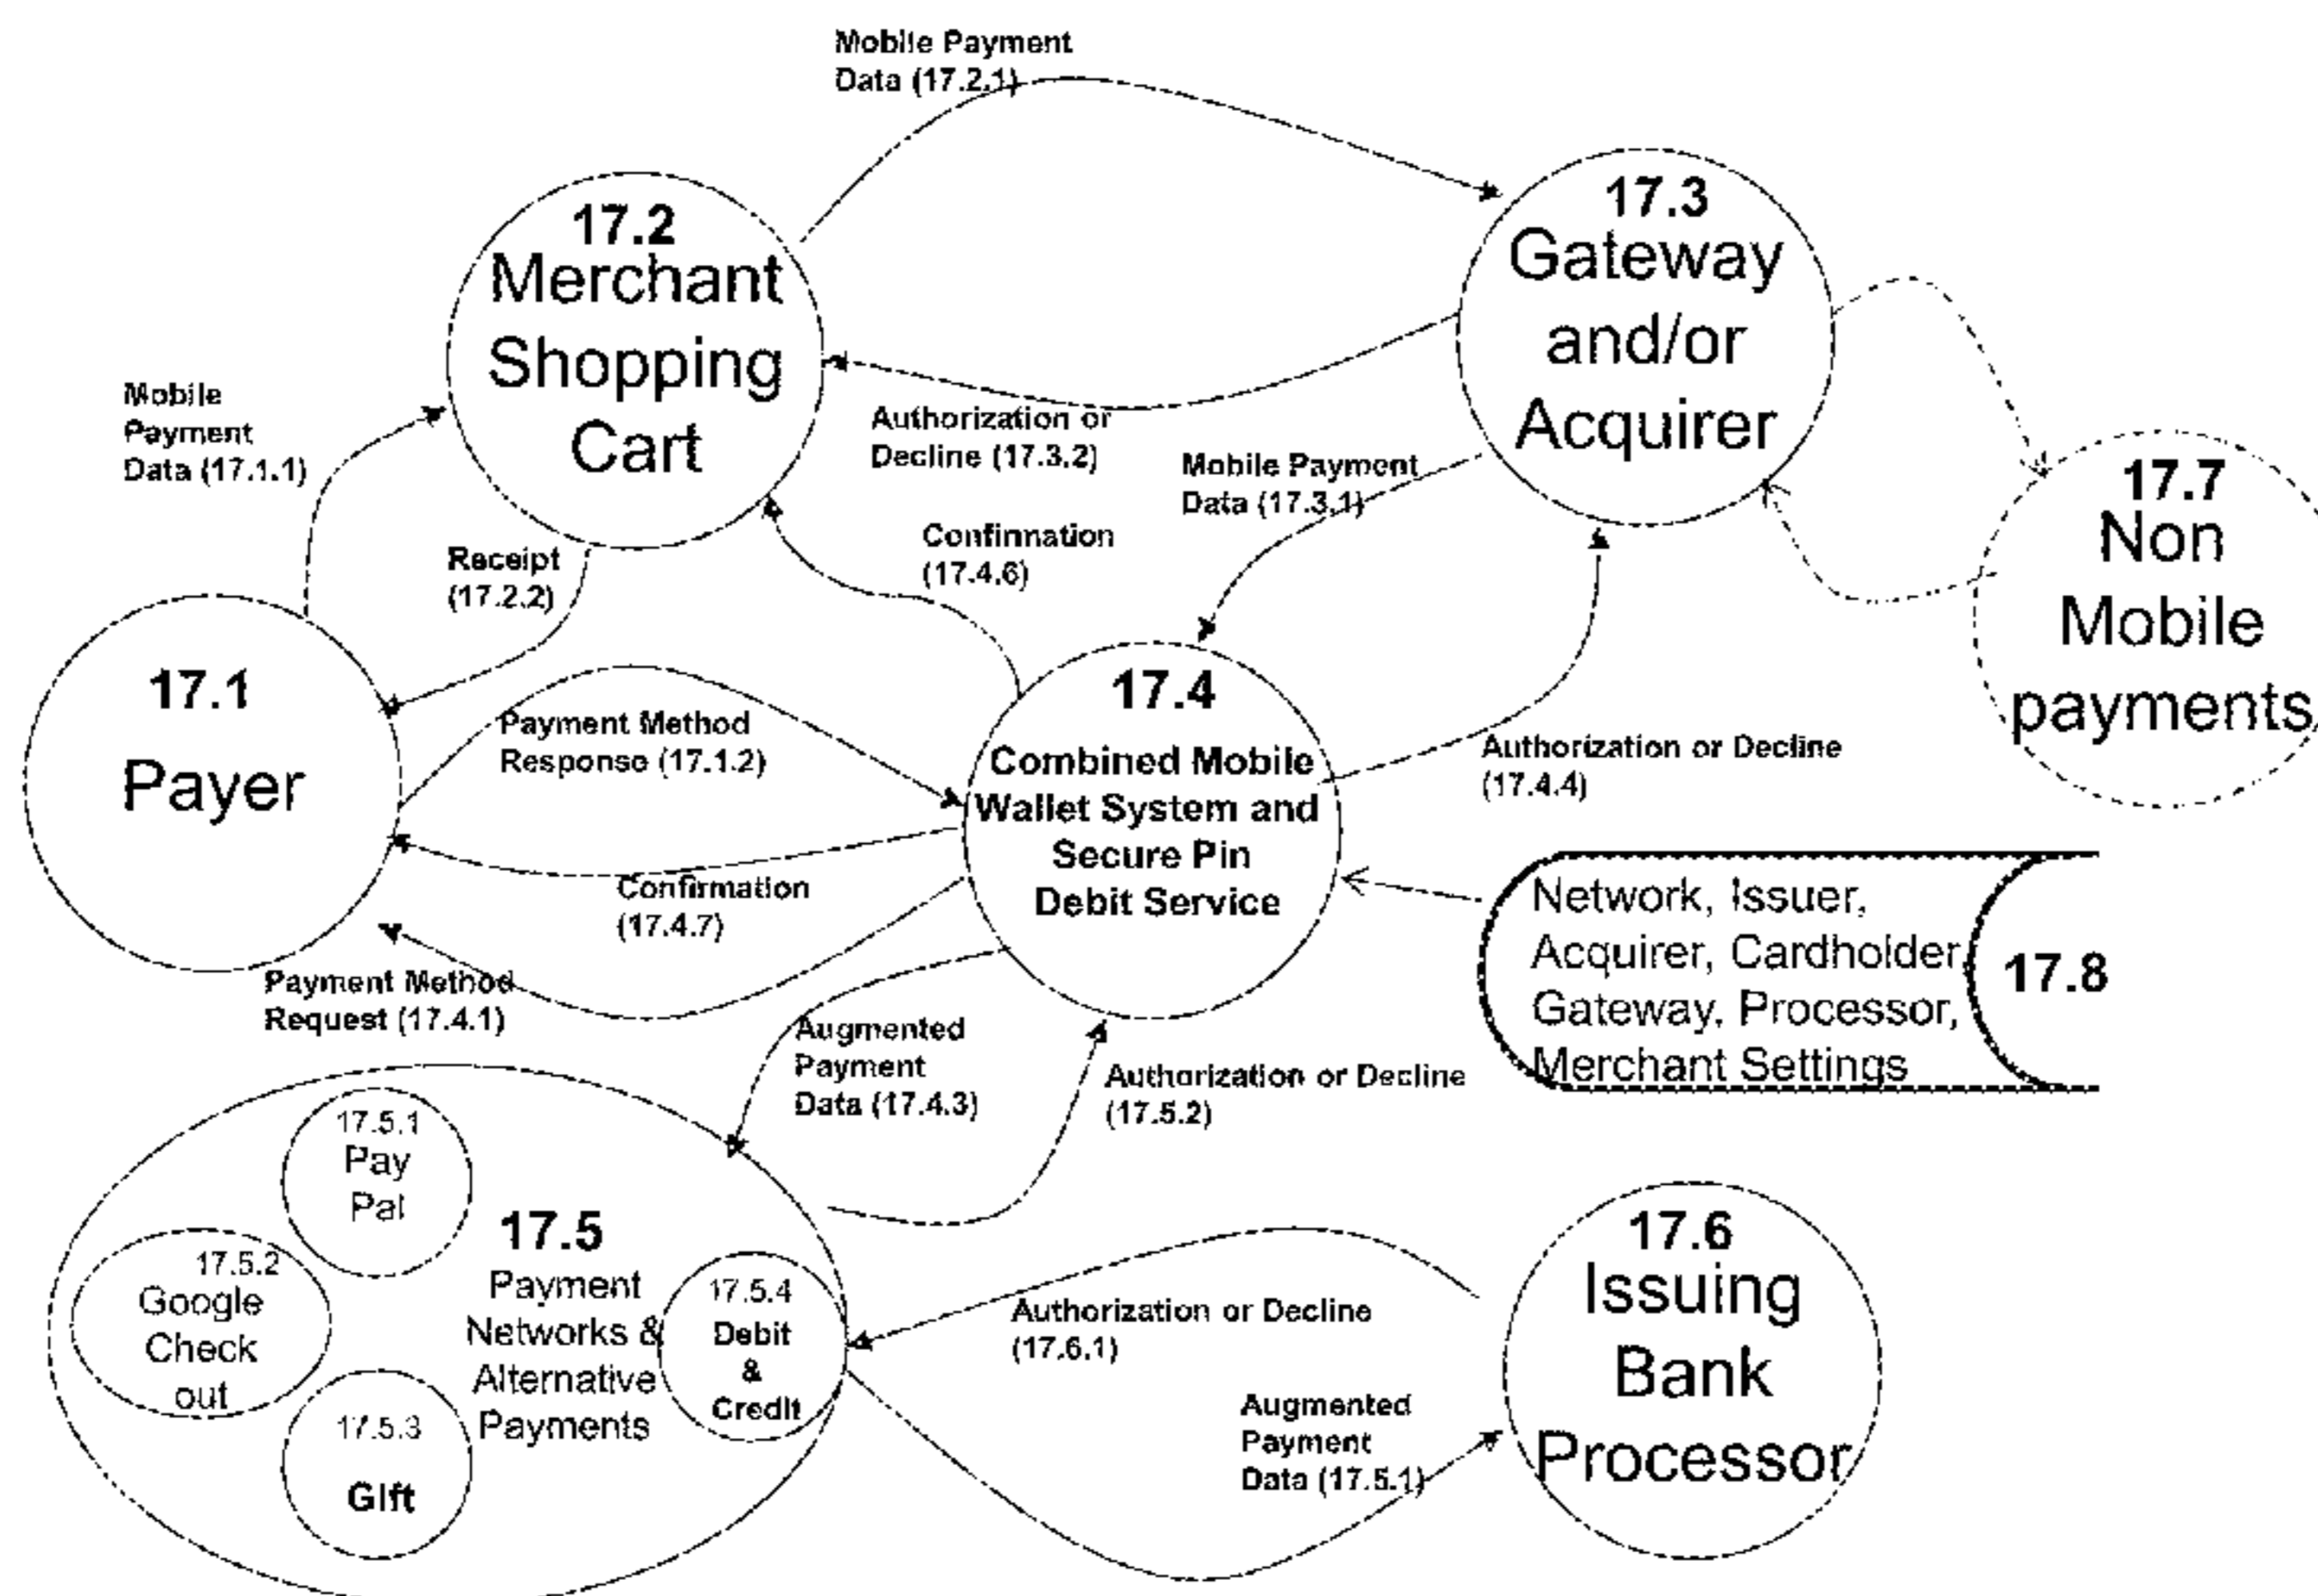 Mobile Payment
Data (17.2.1)
17.2
Merchant
Shopping
Cart
17.3
Gateway
and/or
Acquirer
Mobile
Payment
Data (17.1.1)
Authorization or
Decline (17.3.2)
Mobile Payment
Data (17.3.1)
17.7
Non
Mobile
payments
Receipt
(17.2.2)
Confirmation
(17.4.6)
17.1
Payer
Payment Method
Response (17.1.2)
17.4
Combined Mobile
Wallet System and
Secure Pin
Debit Service
Authorization or Decline
(17.4.4)
Confirmation
(17.4.7)
Network, Issuer,
Acquirer, Cardholder,
Gateway, Processor,
Merchant Settings
17.8
Payment Method
Request (17.4.1)
Augmented
Payment
Data (17.4.3)
Authorization or Decline
(17.5.2)
17.5.1
Pay
Pal
17.5
Payment
Networks &
Alternative
Payments
17.5.2
Google
Check
out
17.5.3
Gift
17.5.4
Debit
&
Credit
Authorization or Decline
(17.6.1)
Augmented
Payment
Data (17.5.1)
17.6
Issuing
Bank
Processor